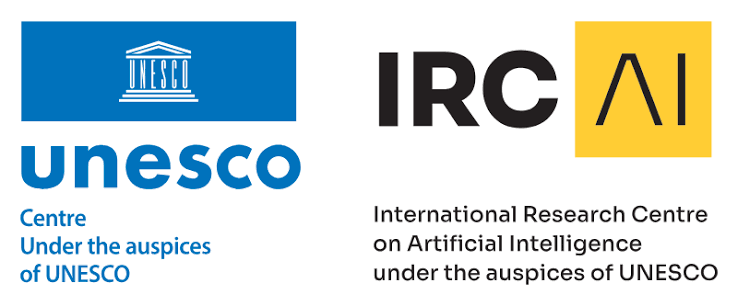 UNESCO
unesco
Centre
Under the auspices
of UNESCO
IRC AI
International Research Centre
on Artificial Intelligence
under the auspices of UNESCO